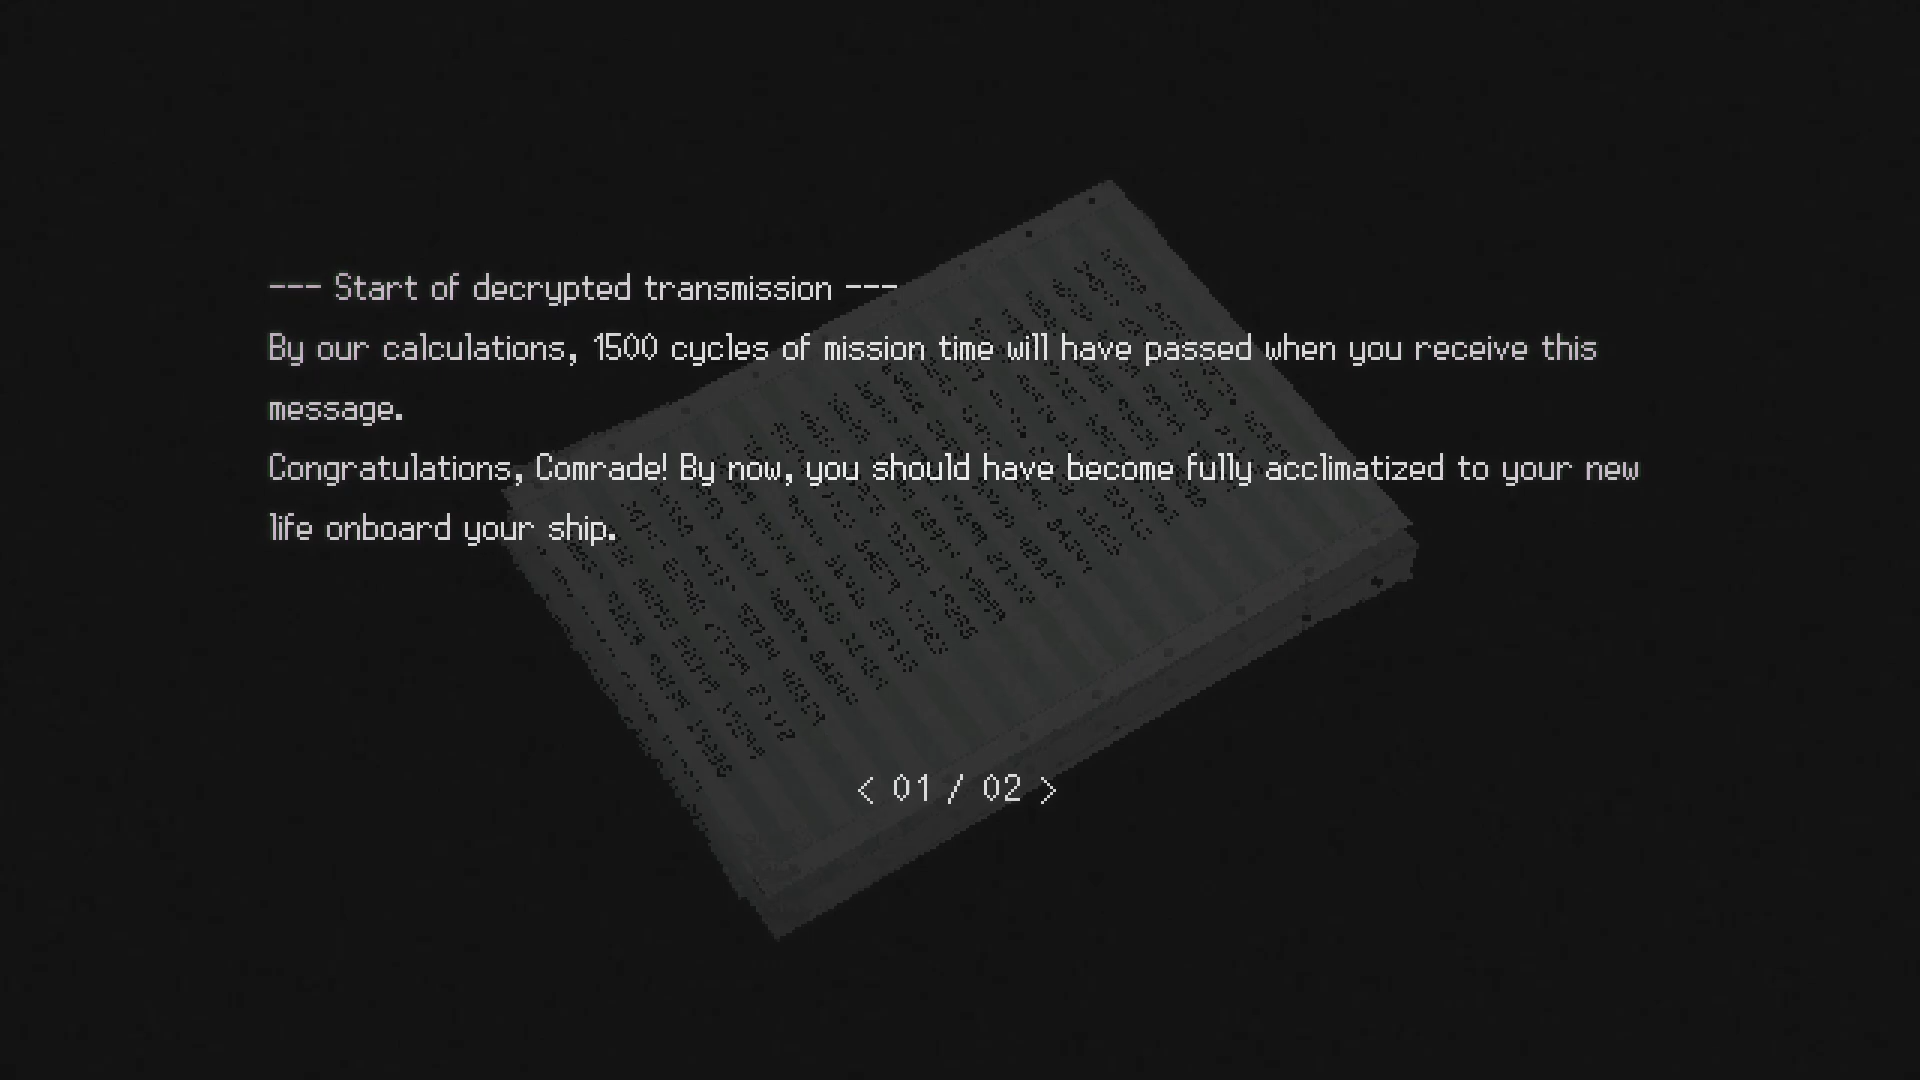 --- Start of decrypted transmission ---
By our calculations, 1500 cycles of mission time will have passed when you receive this
message.
Congratulations, Comrade! By now, you should have become fully acclimatized to your new
life onboard your ship.
< 01 / 02 >